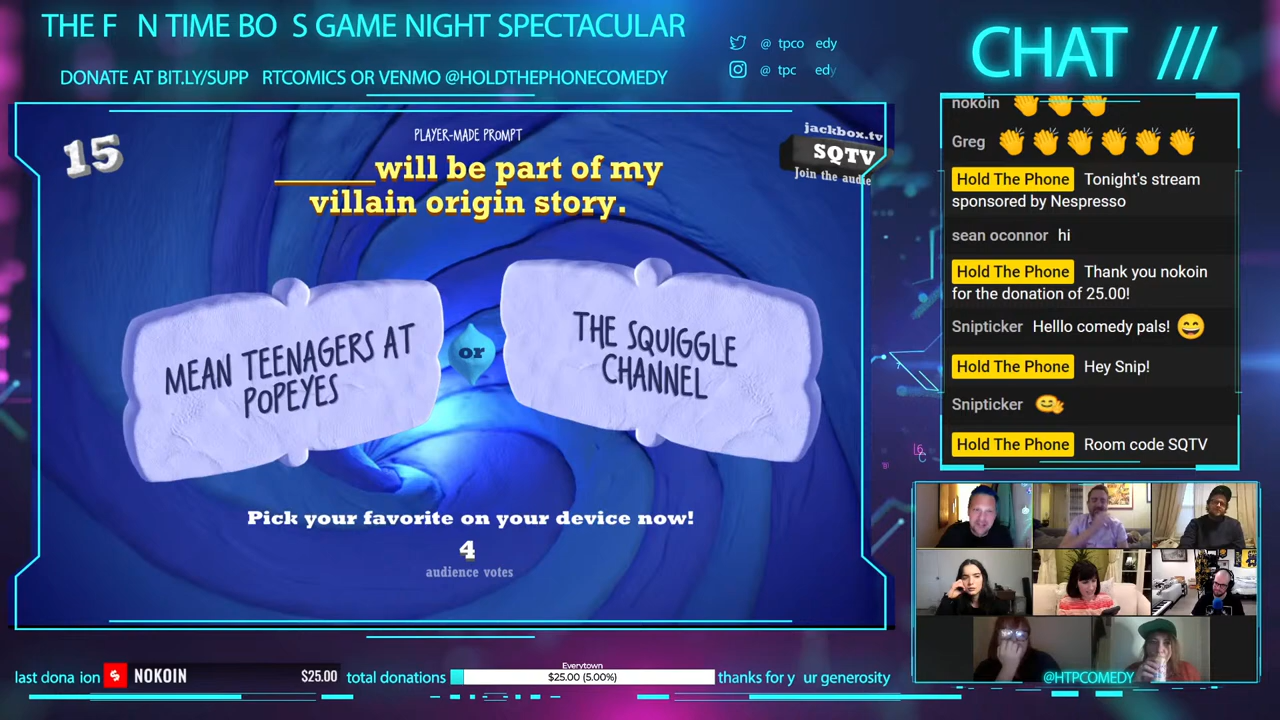 THE F N TIME BO S GAME NIGHT SPECTACULAR
DONATE AT BIT.LY/SUPP RTCOMICS OR VENMO @HOLDTHEPHONECOMEDY
@ tpco edy
@ tpc edy
CHAT ///
15
PLAYER-MADE PROMPT
______will be part of my
villain origin story.
jackbox.tv
SQTV
Join the audie
MEAN TEENAGERS AT
POPEYES
or
THE SQUIGGLE
CHANNEL
Pick your favorite on your device now!
4
audience votes
nokoin
Greg
Hold The Phone Tonight's stream
sponsored by Nespresso
sean oconnor hi
Hold The Phone Thank you nokoin
for the donation of 25.00!
Snipticker Helllo comedy pals!
Hold The Phone Hey Snip!
Snipticker
Hold The Phone Room code SQTV
@HTPCOMEDY
last dona ion NOKOIN $25.00 total donations
Everytown
$25.00 (5.00%)
thanks for y ur generosity